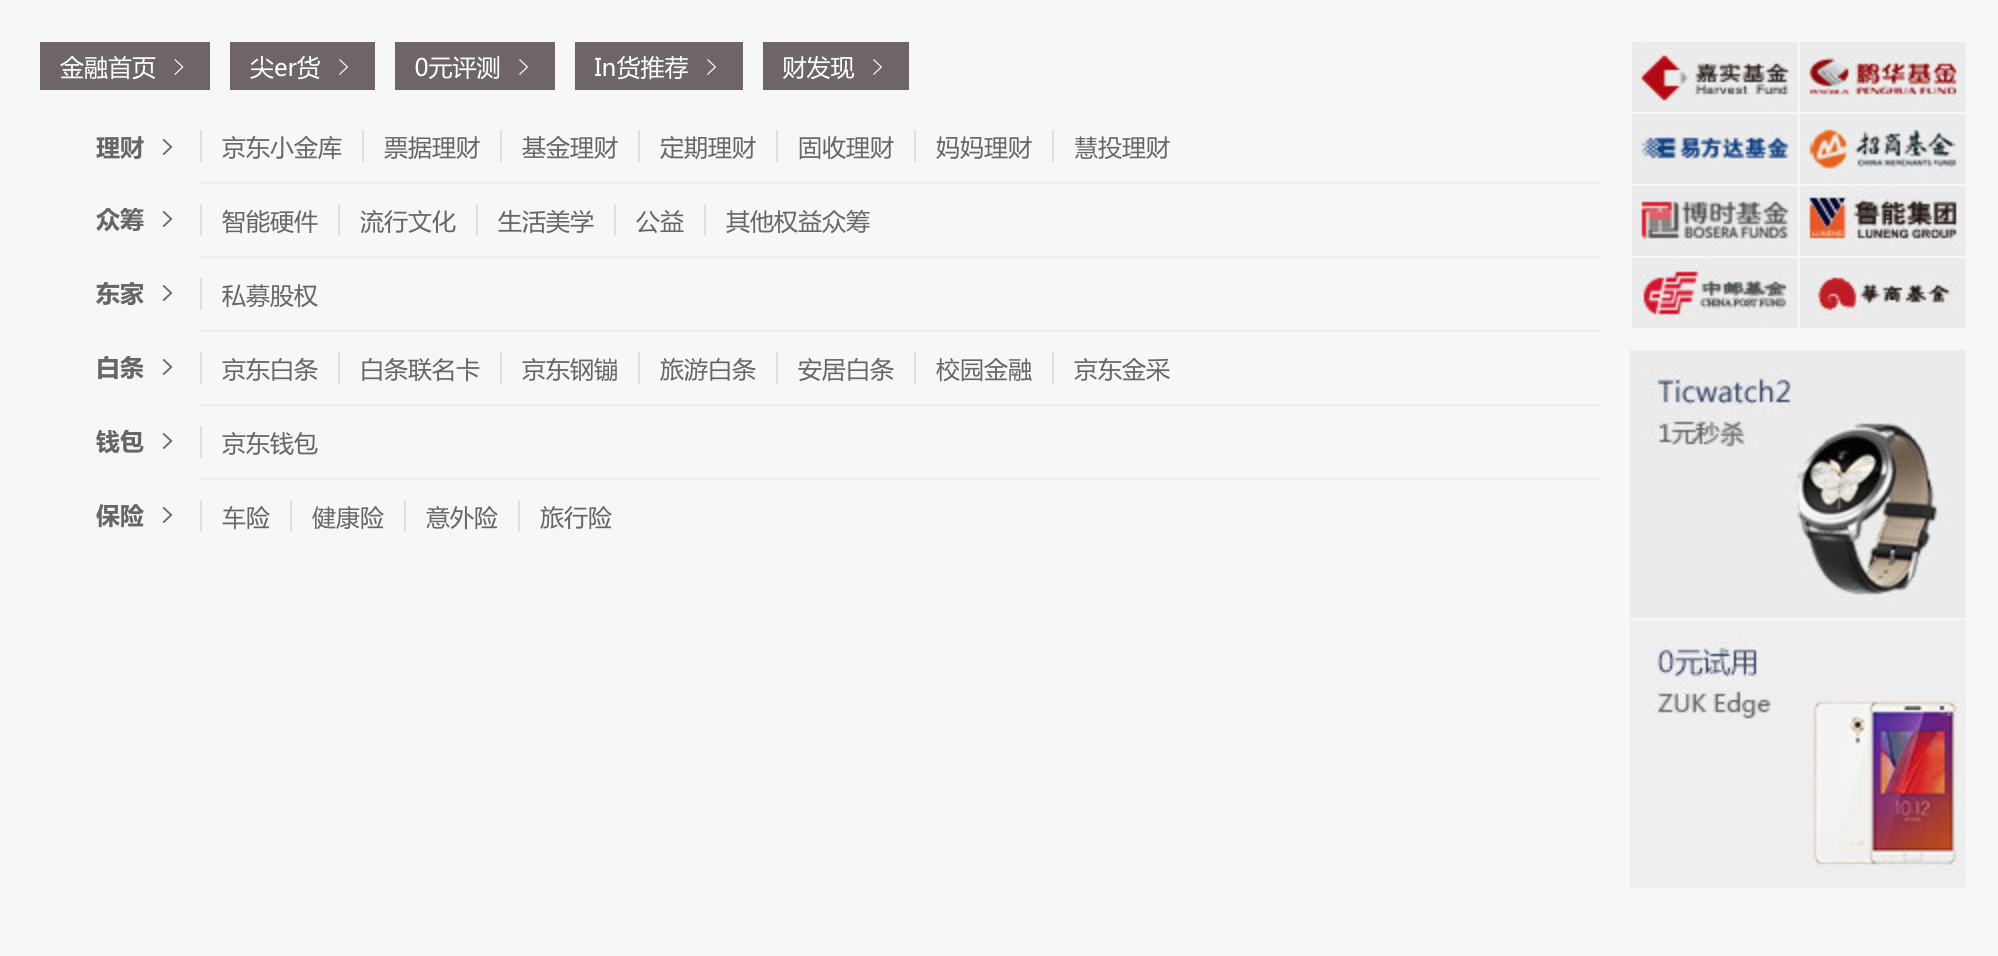 金融首页 尖er货 0元评测 In货推荐 财发现
理财 京东小金库 票据理财 基金理财 定期理财 固收理财 妈妈理财 慧投理财
众筹 智能硬件 流行文化 生活美学 公益 其他权益众筹
东家 私募股权
白条 京东白条 白条联名卡 京东钢镚 旅游白条 安居白条 校园金融 京东金采
钱包 京东钱包
保险 车险 健康险 意外险 旅行险
嘉实基金
Harvest Fund
鹏华基金
PENGHUA FUND
易方达基金
招商基金
CHINA MERCHANTS FUND
博时基金
BOSERA FUNDS
鲁能集团
LUNENG GROUP
LUNENG
中邮基金
CHINA POST FUND
華商基金
Ticwatch2
1元秒杀
0元试用
ZUK Edge
10:12